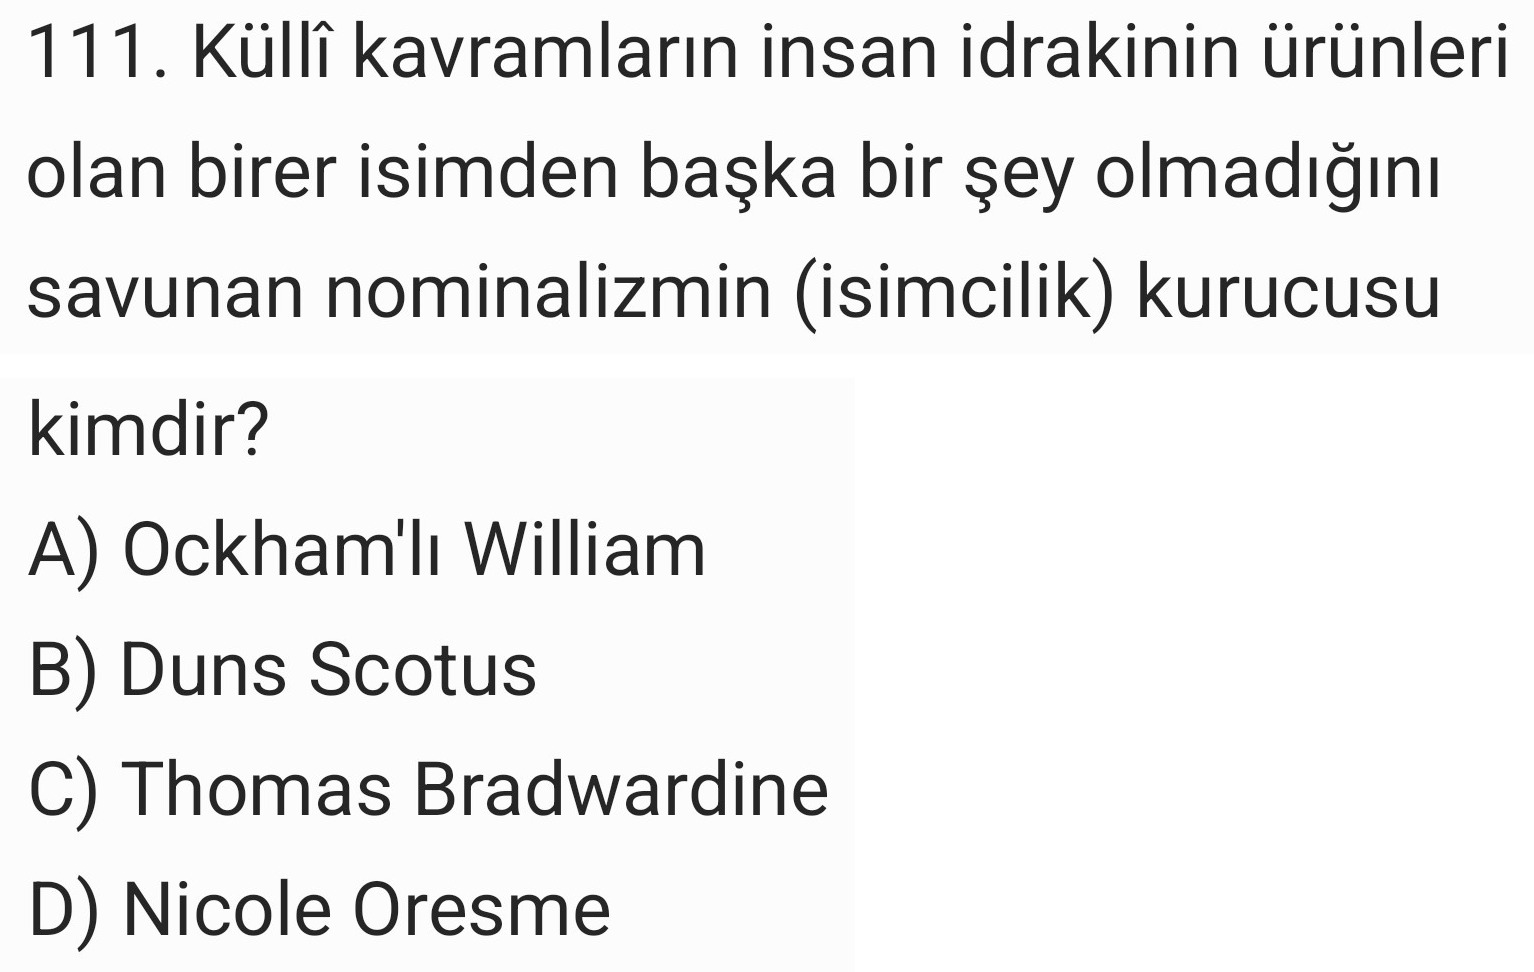 111. Küllî kavramların insan idrakinin ürünleri
olan birer isimden başka bir şey olmadığını
savunan nominalizmin (isimcilik) kurucusu
kimdir?
A) Ockham'lı William
B) Duns Scotus
C) Thomas Bradwardine
D) Nicole Oresme